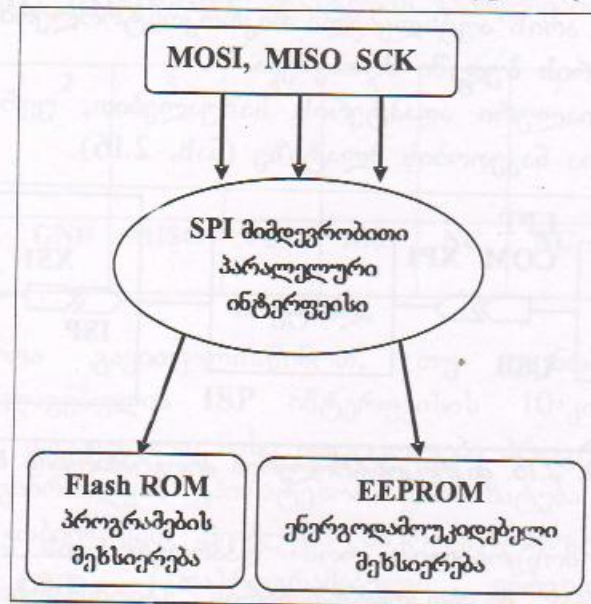 MOSI, MISO SCK
SPI მიმდევრობითი
პარალელური
ინტერფეისი
Flash ROM
პროგრამების
მეხსიერება
EEPROM
ენერგოდამოუკიდებელი
მეხსიერება